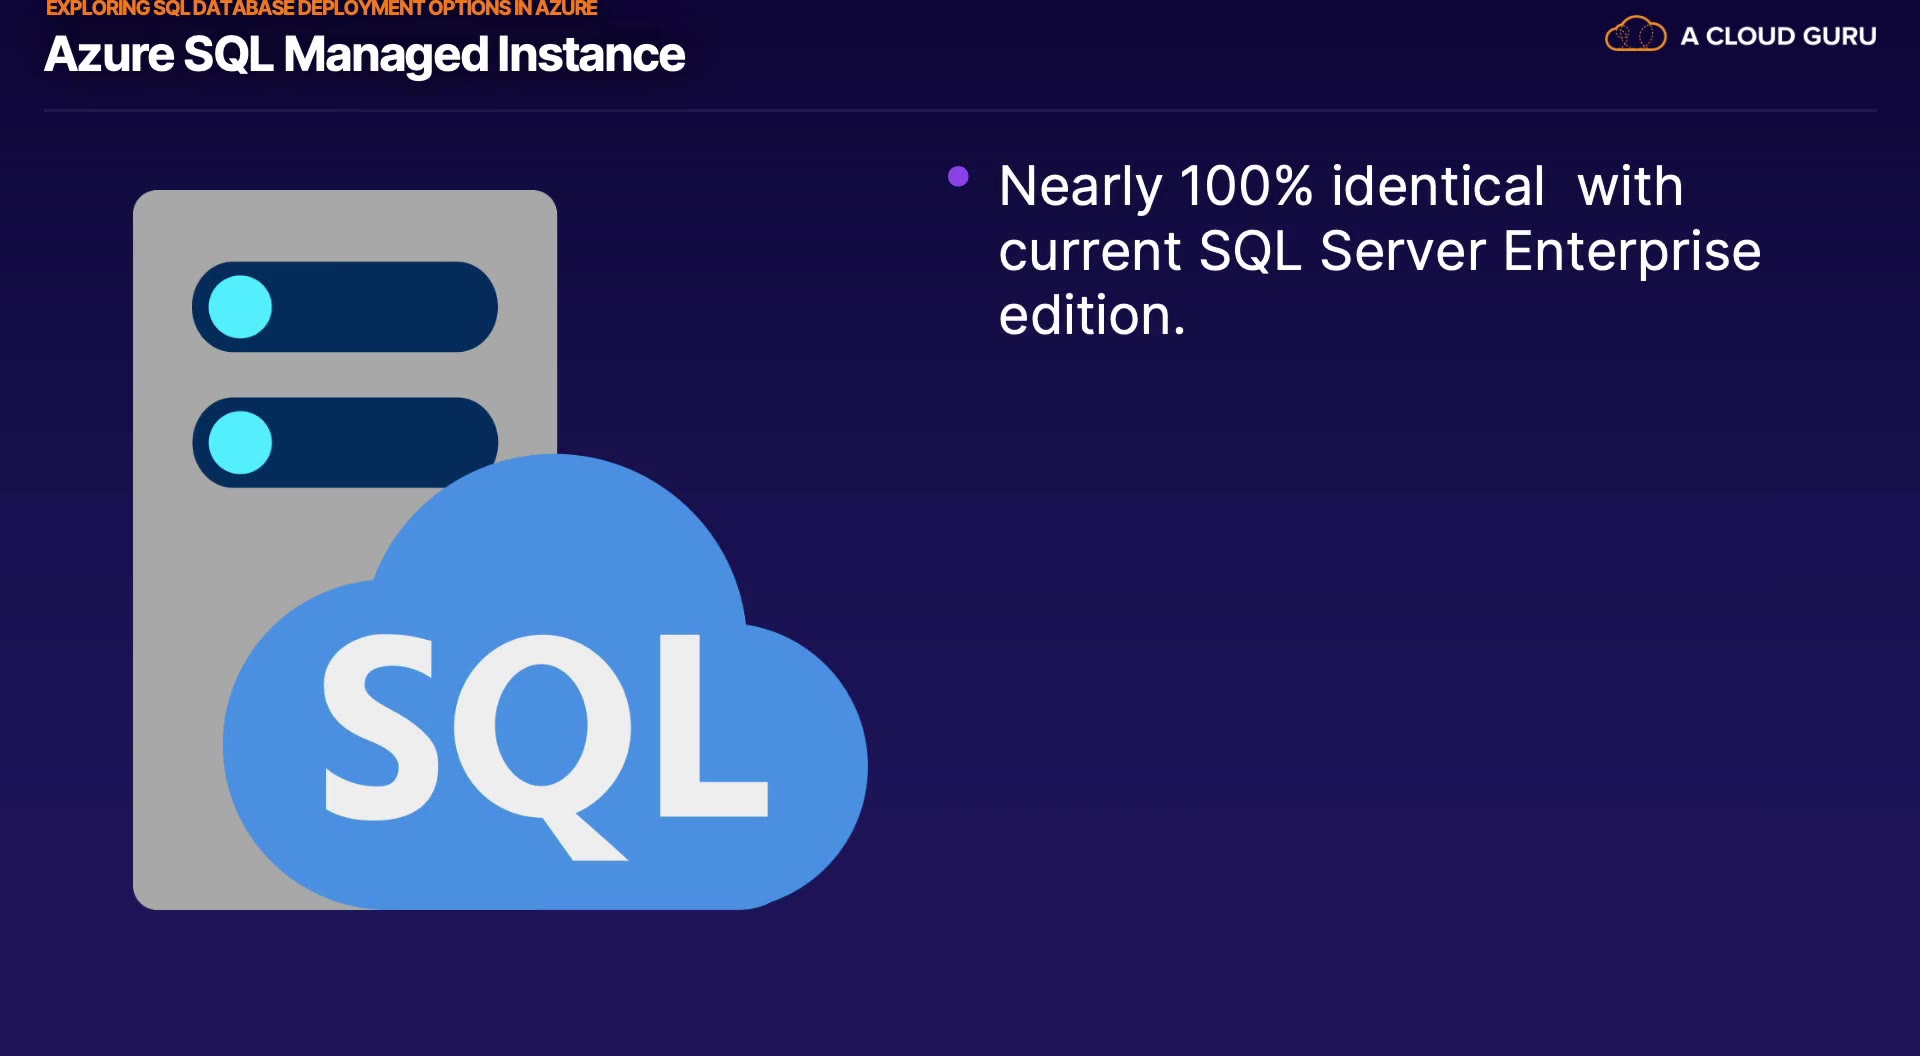 EXPLORING SQL DATABASE DEPLOYMENT OPTIONS IN AZURE
Azure SQL Managed Instance
A CLOUD GURU
Nearly 100% identical  with
current SQL Server Enterprise
edition.
SQL